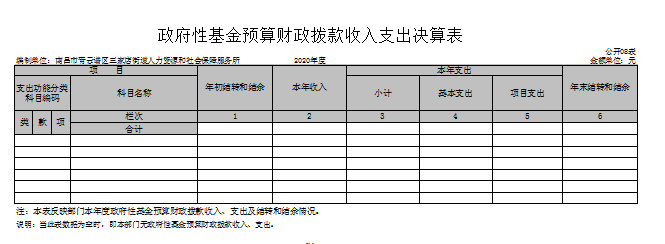 政府性基金预算财政拨款收入支出决算表
公开08表
编制单位：南昌市青云谱区三家店街道人力资源和社会保障服务所 2020年度 金额单位：元
项 目 年初结转和结余 本年收入 本年支出 年末结转和结余
支出功能分类科目编码 科目名称 小计 基本支出 项目支出
类 款 项 栏次 1 2 3 4 5 6
合计
注：本表反映部门本年度政府性基金预算财政拨款收入、支出及结转和结余情况。
说明：当此表数据为空时，即本部门无政府性基金预算财政拨款收入、支出。